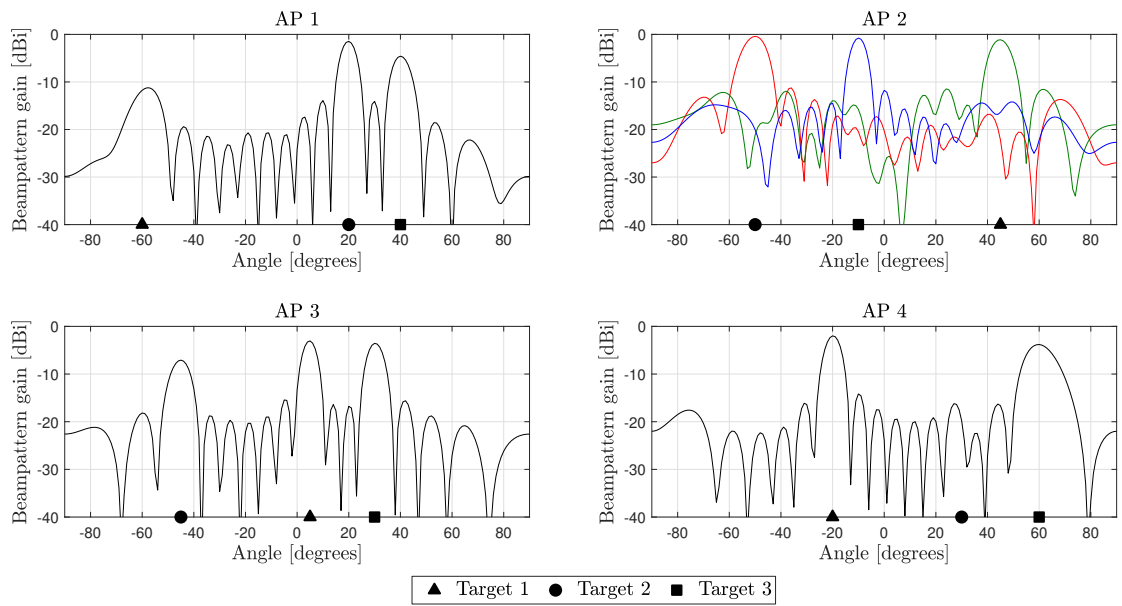 AP 1
Beampattern gain [dBi]
0
-10
-20
-30
-40
-80 -60 -40 -20 0 20 40 60 80
Angle [degrees]
AP 2
Beampattern gain [dBi]
0
-10
-20
-30
-40
-80 -60 -40 -20 0 20 40 60 80
Angle [degrees]
AP 3
Beampattern gain [dBi]
0
-10
-20
-30
-40
-80 -60 -40 -20 0 20 40 60 80
Angle [degrees]
AP 4
Beampattern gain [dBi]
0
-10
-20
-30
-40
-80 -60 -40 -20 0 20 40 60 80
Angle [degrees]
Target 1 Target 2 Target 3